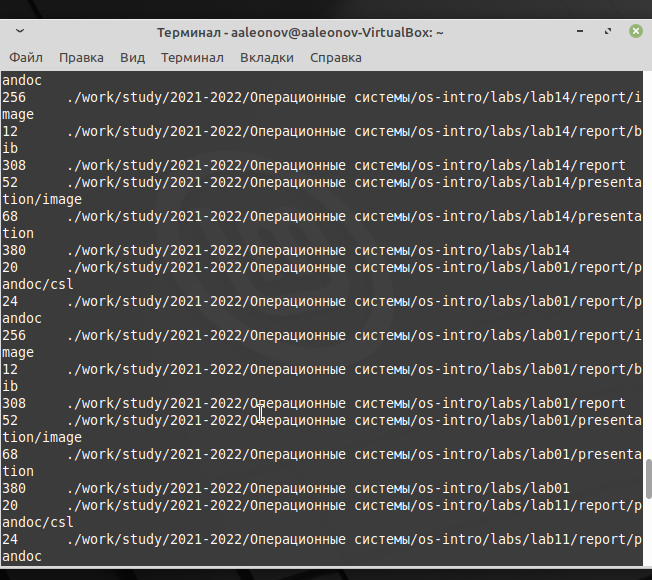 Терминал - aaleonov@aaleonov-VirtualBox: ~
Файл Правка Вид Терминал Вкладки Справка
andoc
256 ./work/study/2021-2022/Операционные системы/os-intro/labs/lab14/report/i
mage
12 ./work/study/2021-2022/Операционные системы/os-intro/labs/lab14/report/b
ib
308 ./work/study/2021-2022/Операционные системы/os-intro/labs/lab14/report
52 ./work/study/2021-2022/Операционные системы/os-intro/labs/lab14/presenta
tion/image
68 ./work/study/2021-2022/Операционные системы/os-intro/labs/lab14/presenta
tion
380 ./work/study/2021-2022/Операционные системы/os-intro/labs/lab14
20 ./work/study/2021-2022/Операционные системы/os-intro/labs/lab01/report/p
andoc/csl
24 ./work/study/2021-2022/Операционные системы/os-intro/labs/lab01/report/p
andoc
256 ./work/study/2021-2022/Операционные системы/os-intro/labs/lab01/report/i
mage
12 ./work/study/2021-2022/Операционные системы/os-intro/labs/lab01/report/b
ib
308 ./work/study/2021-2022/Операционные системы/os-intro/labs/lab01/report
52 ./work/study/2021-2022/Операционные системы/os-intro/labs/lab01/presenta
tion/image
68 ./work/study/2021-2022/Операционные системы/os-intro/labs/lab01/presenta
tion
380 ./work/study/2021-2022/Операционные системы/os-intro/labs/lab01
20 ./work/study/2021-2022/Операционные системы/os-intro/labs/lab11/report/p
andoc/csl
24 ./work/study/2021-2022/Операционные системы/os-intro/labs/lab11/report/p
andoc